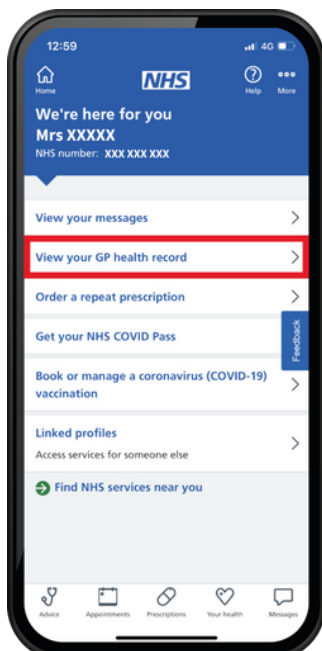 12:59
4G
Home
NHS
Help
More
We're here for you
Mrs XXXXX
NHS number: XXX XXX XXX
View your messages
View your GP health record
Order a repeat prescription
Get your NHS COVID Pass
Feedback
Book or manage a coronavirus (COVID-19)
vaccination
Linked profiles
Access services for someone else
Find NHS services near you
Advice
Appointments
Prescriptions
Your health
Messages